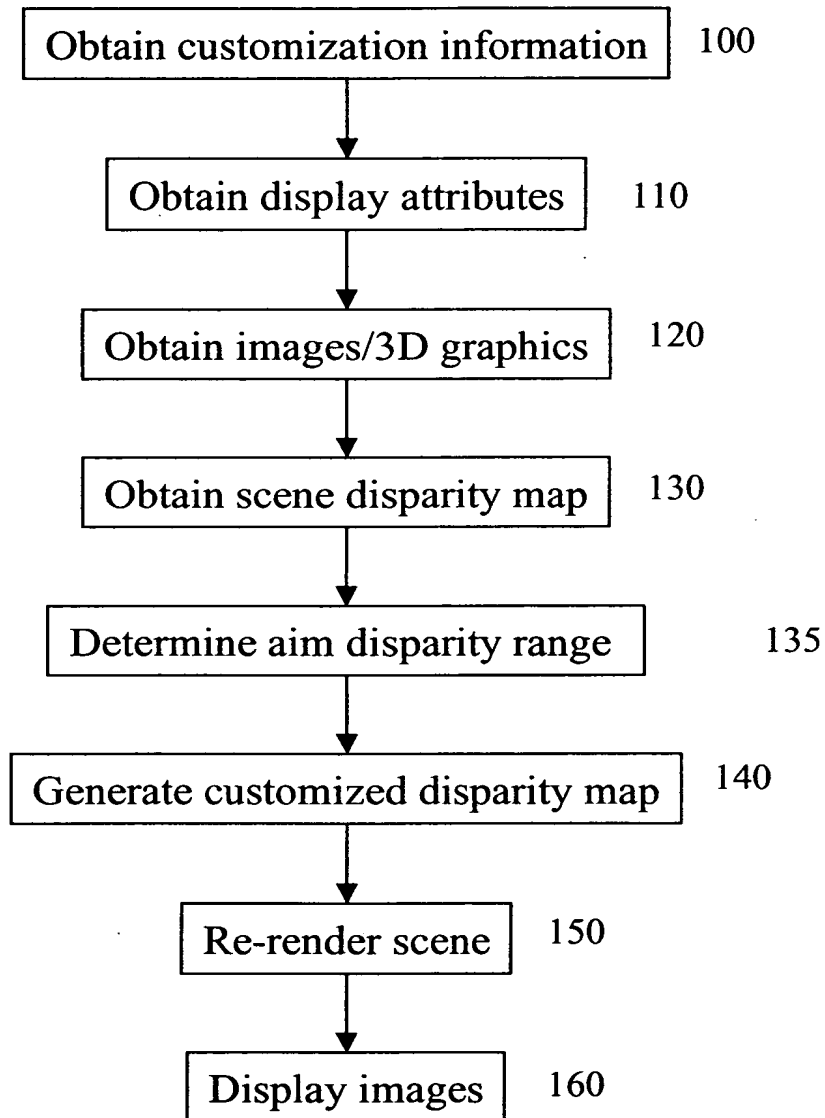 Obtain customization information 100
Obtain display attributes 110
Obtain images/3D graphics 120
Obtain scene disparity map 130
Determine aim disparity range 135
Generate customized disparity map 140
Re-render scene 150
Display images 160